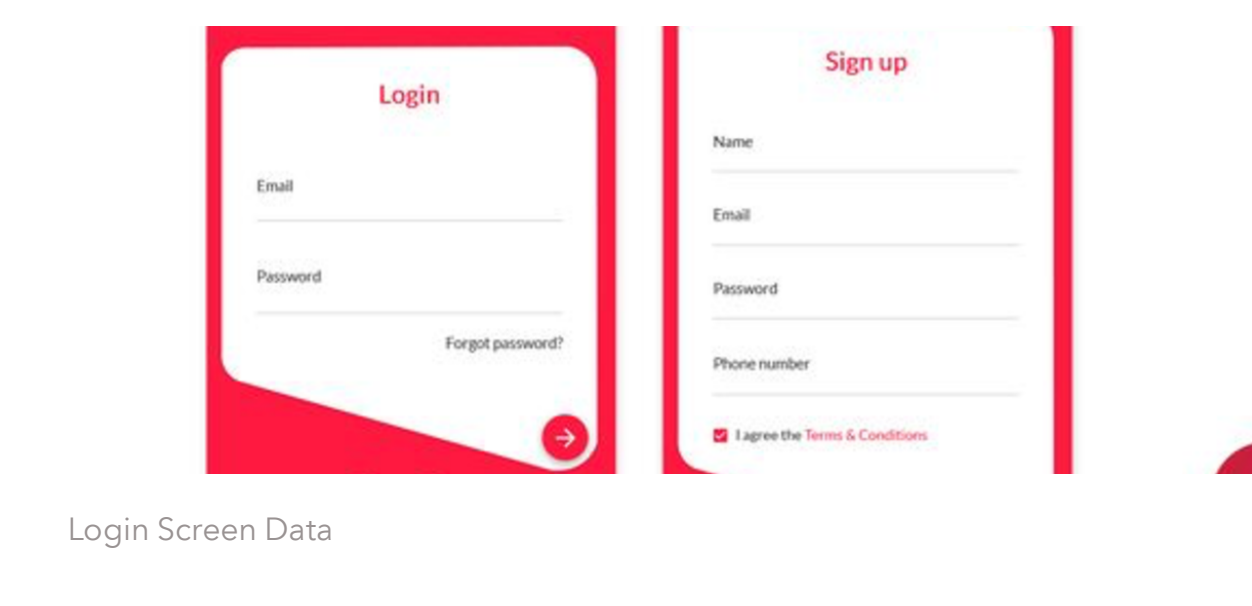 Login
Email
Password
Forgot password?
Sign up
Name
Email
Password
Phone number
I agree the Terms & Conditions
Login Screen Data